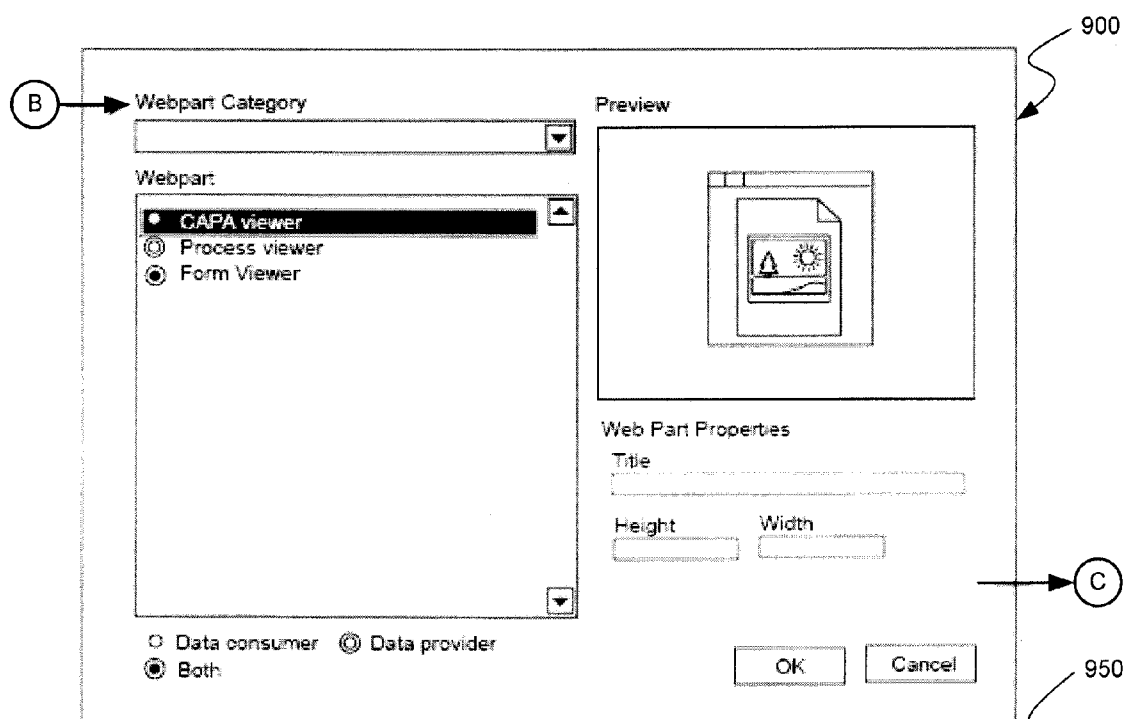 900
B
Webpart Category
Preview
Webpart
CAPA viewer
Process viewer
Form Viewer
Web Part Properties
Title
Height Width
C
Data consumer Data provider
Both
OK Cancel
950